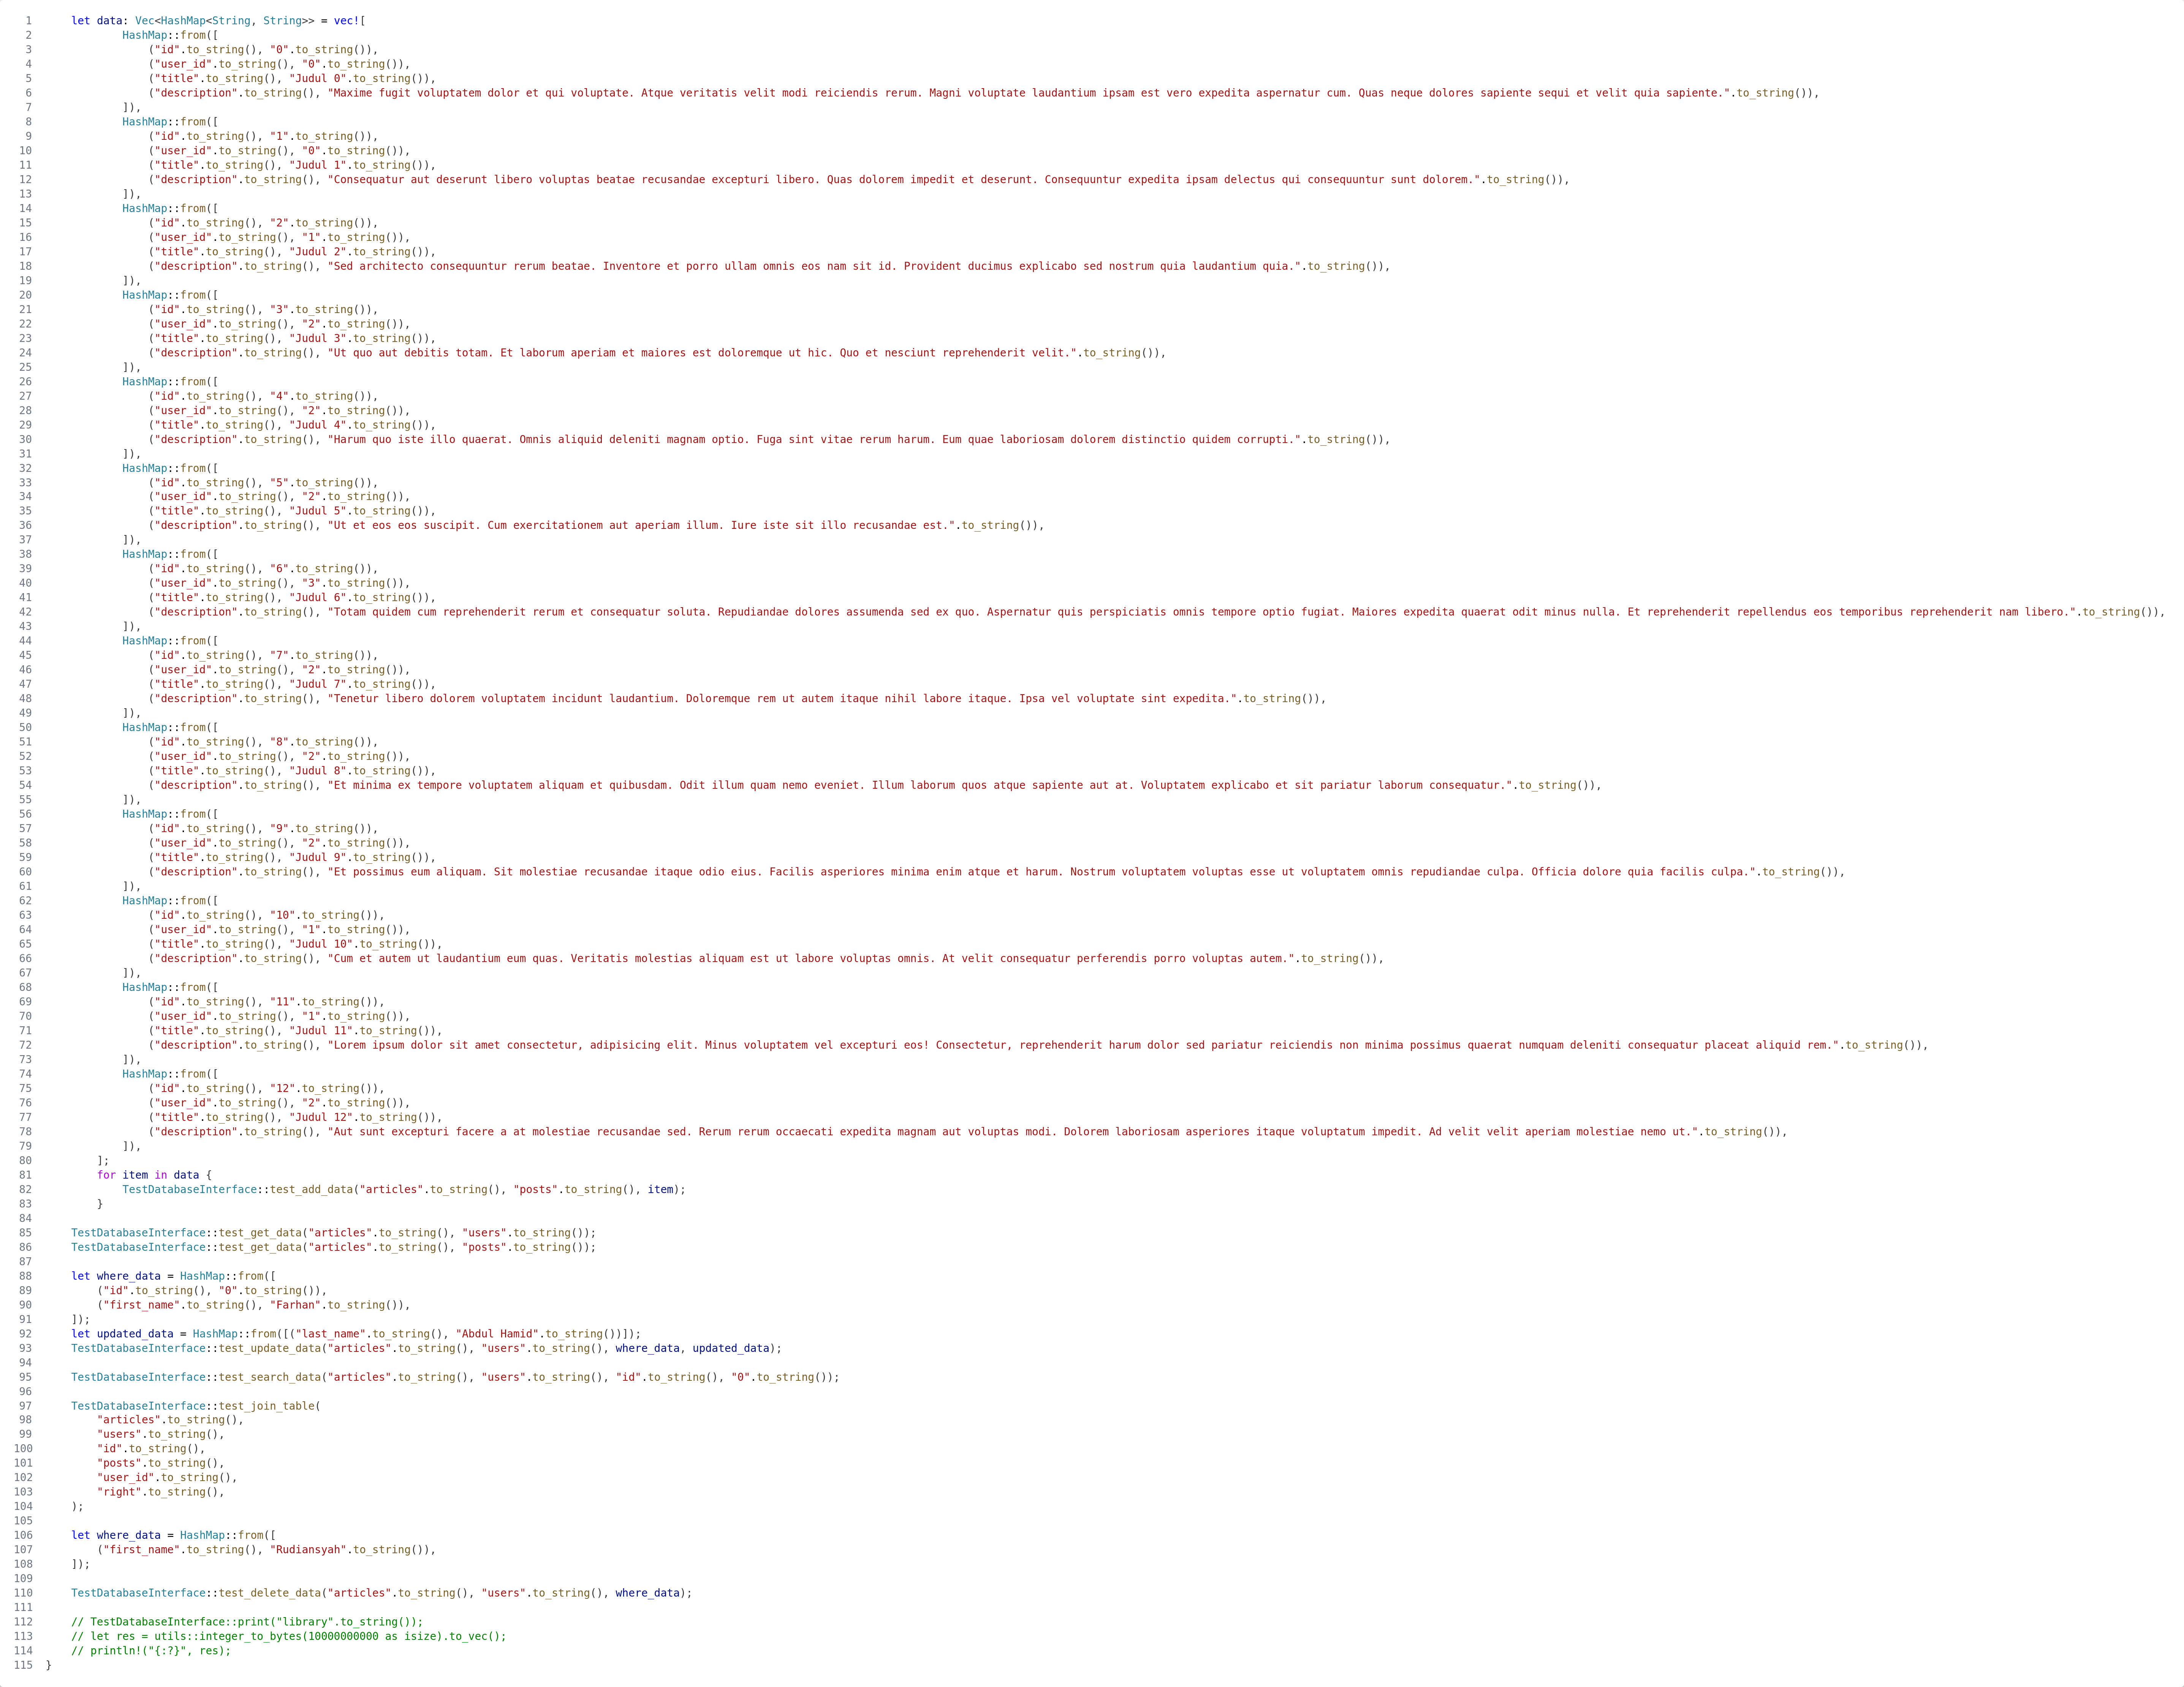 1 let data: Vec<HashMap<String, String>> = vec![
2 HashMap::from([
3 ("id".to_string(), "0".to_string()),
4 ("user_id".to_string(), "0".to_string()),
5 ("title".to_string(), "Judul 0".to_string()),
6 ("description".to_string(), "Maxime fugit voluptatem dolor et qui voluptate. Atque veritatis velit modi reiciendis rerum. Magni voluptate laudantium ipsam est vero expedita aspernatur cum. Quas neque dolores sapiente sequi et velit quia sapiente.".to_string()),
7 ]),
8 HashMap::from([
9 ("id".to_string(), "1".to_string()),
10 ("user_id".to_string(), "0".to_string()),
11 ("title".to_string(), "Judul 1".to_string()),
12 ("description".to_string(), "Consequatur aut deserunt libero voluptas beatae recusandae excepturi libero. Quas dolorem impedit et deserunt. Consequuntur expedita ipsam delectus qui consequuntur sunt dolorem.".to_string()),
13 ]),
14 HashMap::from([
15 ("id".to_string(), "2".to_string()),
16 ("user_id".to_string(), "1".to_string()),
17 ("title".to_string(), "Judul 2".to_string()),
18 ("description".to_string(), "Sed architecto consequuntur rerum beatae. Inventore et porro ullam omnis eos nam sit id. Provident ducimus explicabo sed nostrum quia laudantium quia.".to_string()),
19 ]),
20 HashMap::from([
21 ("id".to_string(), "3".to_string()),
22 ("user_id".to_string(), "2".to_string()),
23 ("title".to_string(), "Judul 3".to_string()),
24 ("description".to_string(), "Ut quo aut debitis totam. Et laborum aperiam et maiores est doloremque ut hic. Quo et nesciunt reprehenderit velit.".to_string()),
25 ]),
26 HashMap::from([
27 ("id".to_string(), "4".to_string()),
28 ("user_id".to_string(), "2".to_string()),
29 ("title".to_string(), "Judul 4".to_string()),
30 ("description".to_string(), "Harum quo iste illo quaerat. Omnis aliquid deleniti magnam optio. Fuga sint vitae rerum harum. Eum quae laboriosam dolorem distinctio quidem corrupti.".to_string()),
31 ]),
32 HashMap::from([
33 ("id".to_string(), "5".to_string()),
34 ("user_id".to_string(), "2".to_string()),
35 ("title".to_string(), "Judul 5".to_string()),
36 ("description".to_string(), "Ut et eos eos suscipit. Cum exercitationem aut aperiam illum. Iure iste sit illo recusandae est.".to_string()),
37 ]),
38 HashMap::from([
39 ("id".to_string(), "6".to_string()),
40 ("user_id".to_string(), "3".to_string()),
41 ("title".to_string(), "Judul 6".to_string()),
42 ("description".to_string(), "Totam quidem cum reprehenderit rerum et consequatur soluta. Repudiandae dolores assumenda sed ex quo. Aspernatur quis perspiciatis omnis tempore optio fugiat. Maiores expedita quaerat odit minus nulla. Et reprehenderit repellendus eos temporibus reprehenderit nam libero.".to_string()),
43 ]),
44 HashMap::from([
45 ("id".to_string(), "7".to_string()),
46 ("user_id".to_string(), "2".to_string()),
47 ("title".to_string(), "Judul 7".to_string()),
48 ("description".to_string(), "Tenetur libero dolorem voluptatem incidunt laudantium. Doloremque rem ut autem itaque nihil labore itaque. Ipsa vel voluptate sint expedita.".to_string()),
49 ]),
50 HashMap::from([
51 ("id".to_string(), "8".to_string()),
52 ("user_id".to_string(), "2".to_string()),
53 ("title".to_string(), "Judul 8".to_string()),
54 ("description".to_string(), "Et minima ex tempore voluptatem aliquam et quibusdam. Odit illum quam nemo eveniet. Illum laborum quos atque sapiente aut at. Voluptatem explicabo et sit pariatur laborum consequatur.".to_string()),
55 ]),
56 HashMap::from([
57 ("id".to_string(), "9".to_string()),
58 ("user_id".to_string(), "2".to_string()),
59 ("title".to_string(), "Judul 9".to_string()),
60 ("description".to_string(), "Et possimus eum aliquam. Sit molestiae recusandae itaque odio eius. Facilis asperiores minima enim atque et harum. Nostrum voluptatem voluptas esse ut voluptatem omnis repudiandae culpa. Officia dolore quia facilis culpa.".to_string()),
61 ]),
62 HashMap::from([
63 ("id".to_string(), "10".to_string()),
64 ("user_id".to_string(), "1".to_string()),
65 ("title".to_string(), "Judul 10".to_string()),
66 ("description".to_string(), "Cum et autem ut laudantium eum quas. Veritatis molestias aliquam est ut labore voluptas omnis. At velit consequatur perferendis porro voluptas autem.".to_string()),
67 ]),
68 HashMap::from([
69 ("id".to_string(), "11".to_string()),
70 ("user_id".to_string(), "1".to_string()),
71 ("title".to_string(), "Judul 11".to_string()),
72 ("description".to_string(), "Lorem ipsum dolor sit amet consectetur, adipisicing elit. Minus voluptatem vel excepturi eos! Consectetur, reprehenderit harum dolor sed pariatur reiciendis non minima possimus quaerat numquam deleniti consequatur placeat aliquid rem.".to_string()),
73 ]),
74 HashMap::from([
75 ("id".to_string(), "12".to_string()),
76 ("user_id".to_string(), "2".to_string()),
77 ("title".to_string(), "Judul 12".to_string()),
78 ("description".to_string(), "Aut sunt excepturi facere a at molestiae recusandae sed. Rerum rerum occaecati expedita magnam aut voluptas modi. Dolorem laboriosam asperiores itaque voluptatum impedit. Ad velit velit aperiam molestiae nemo ut.".to_string()),
79 ]),
80 ];
81 for item in data {
82 TestDatabaseInterface::test_add_data("articles".to_string(), "posts".to_string(), item);
83 }
84
85 TestDatabaseInterface::test_get_data("articles".to_string(), "users".to_string());
86 TestDatabaseInterface::test_get_data("articles".to_string(), "posts".to_string());
87
88 let where_data = HashMap::from([
89 ("id".to_string(), "0".to_string()),
90 ("first_name".to_string(), "Farhan".to_string()),
91 ]);
92 let updated_data = HashMap::from([("last_name".to_string(), "Abdul Hamid".to_string())]);
93 TestDatabaseInterface::test_update_data("articles".to_string(), "users".to_string(), where_data, updated_data);
94
95 TestDatabaseInterface::test_search_data("articles".to_string(), "users".to_string(), "id".to_string(), "0".to_string());
96
97 TestDatabaseInterface::test_join_table(
98 "articles".to_string(),
99 "users".to_string(),
100 "id".to_string(),
101 "posts".to_string(),
102 "user_id".to_string(),
103 "right".to_string(),
104 );
105
106 let where_data = HashMap::from([
107 ("first_name".to_string(), "Rudiansyah".to_string()),
108 ]);
109
110 TestDatabaseInterface::test_delete_data("articles".to_string(), "users".to_string(), where_data);
111
112 // TestDatabaseInterface::print("library".to_string());
113 // let res = utils::integer_to_bytes(10000000000 as isize).to_vec();
114 // println!("{:?}", res);
115 }